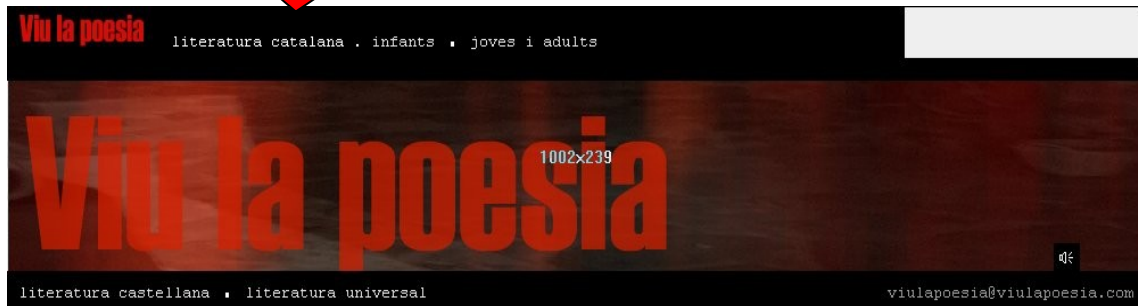 Viu la poesia
literatura catalana . infants . joves i adults
Viu la poesia
1002x239
literatura castellana . literatura universal
viulapoesia@viulapoesia.com